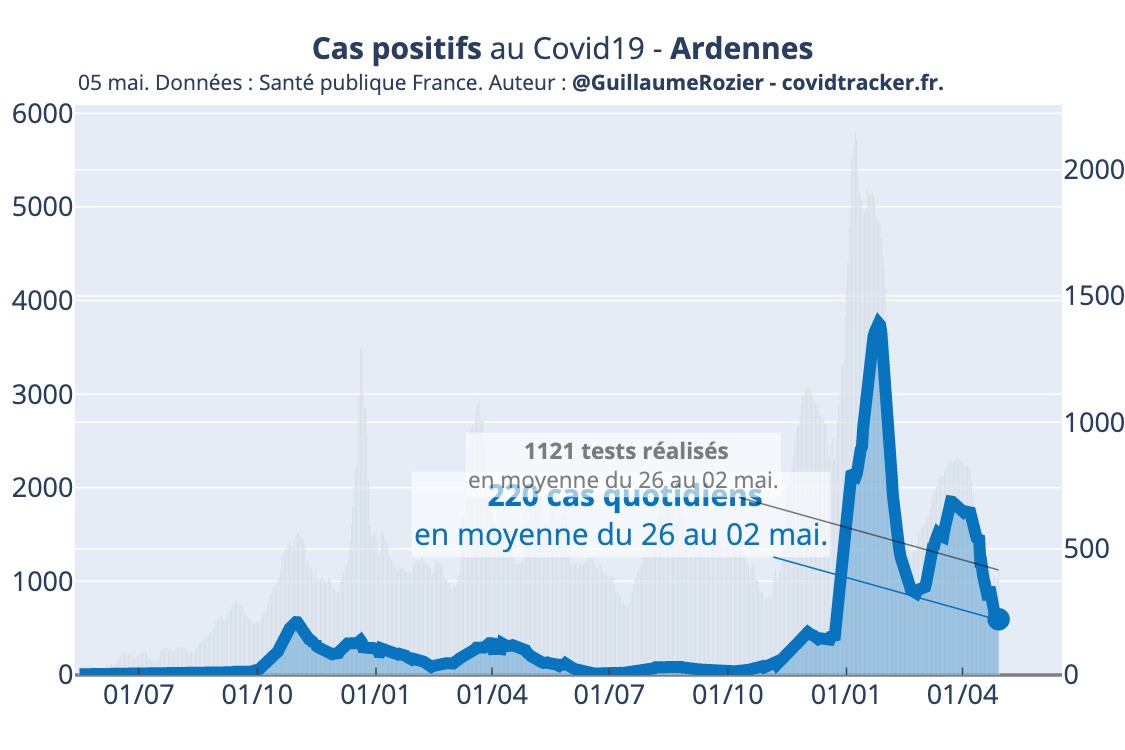 Cas positifs au Covid19 - Ardennes
05 mai. Données : Santé publique France. Auteur : @GuillaumeRozier - covidtracker.fr.
6000
5000
4000
3000
2000
1000
0
2000
1500
1000
500
0
1121 tests réalisés
en moyenne du 26 au 02 mai.
220 cas quotidiens
en moyenne du 26 au 02 mai.
01/07 01/10 01/01 01/04 01/07 01/10 01/01 01/04